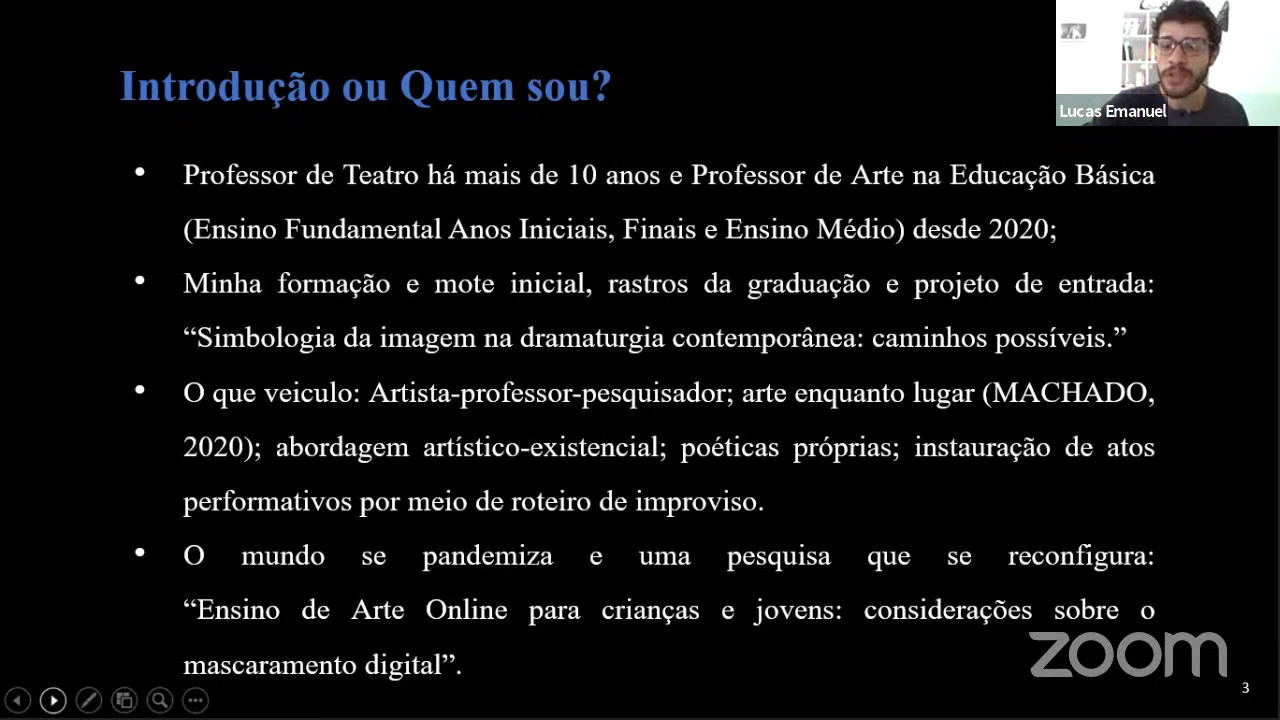 Introdução ou Quem sou?
Lucas Emanuel
• Professor de Teatro há mais de 10 anos e Professor de Arte na Educação Básica
(Ensino Fundamental Anos Iniciais, Finais e Ensino Médio) desde 2020;
• Minha formação e mote inicial, rastros da graduação e projeto de entrada:
“Simbologia da imagem na dramaturgia contemporânea: caminhos possíveis.”
• O que veiculo: Artista-professor-pesquisador; arte enquanto lugar (MACHADO,
2020); abordagem artístico-existencial; poéticas próprias; instauração de atos
performativos por meio de roteiro de improviso.
• O mundo se pandemiza e uma pesquisa que se reconfigura:
“Ensino de Arte Online para crianças e jovens: considerações sobre o
mascaramento digital”.
zoom
3